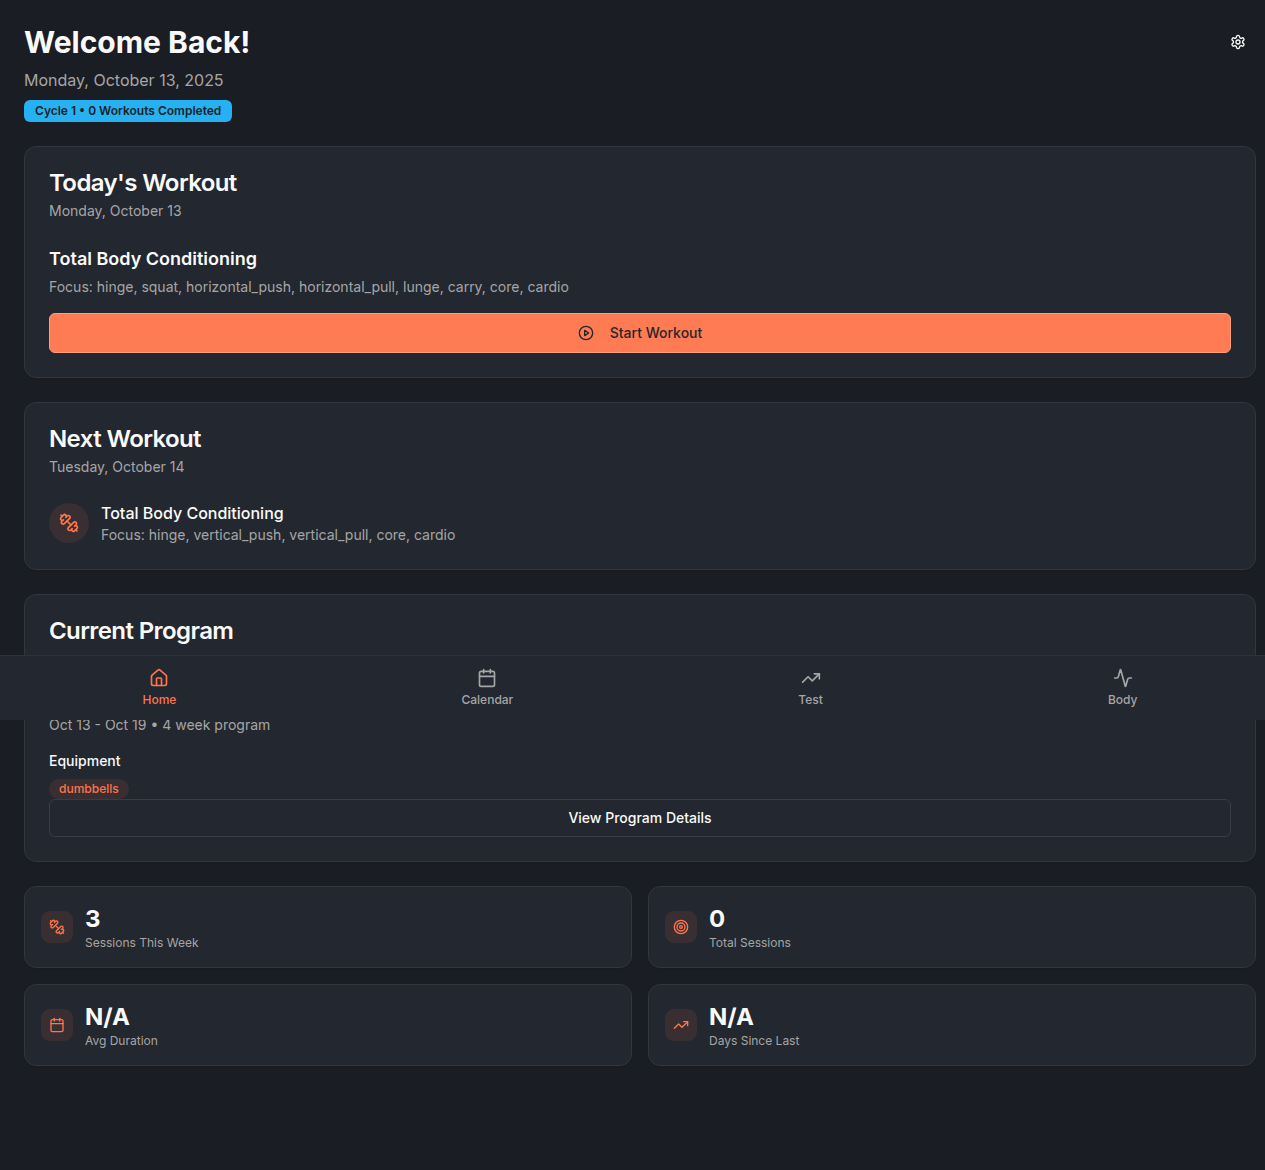 Welcome Back!
Monday, October 13, 2025
Cycle 1 • 0 Workouts Completed
Today's Workout
Monday, October 13
Total Body Conditioning
Focus: hinge, squat, horizontal_push, horizontal_pull, lunge, carry, core, cardio
Start Workout
Next Workout
Tuesday, October 14
Total Body Conditioning
Focus: hinge, vertical_push, vertical_pull, core, cardio
Current Program
Home
Calendar
Test
Body
Oct 13 - Oct 19 • 4 week program
Equipment
dumbbells
View Program Details
3
Sessions This Week
0
Total Sessions
N/A
Avg Duration
N/A
Days Since Last